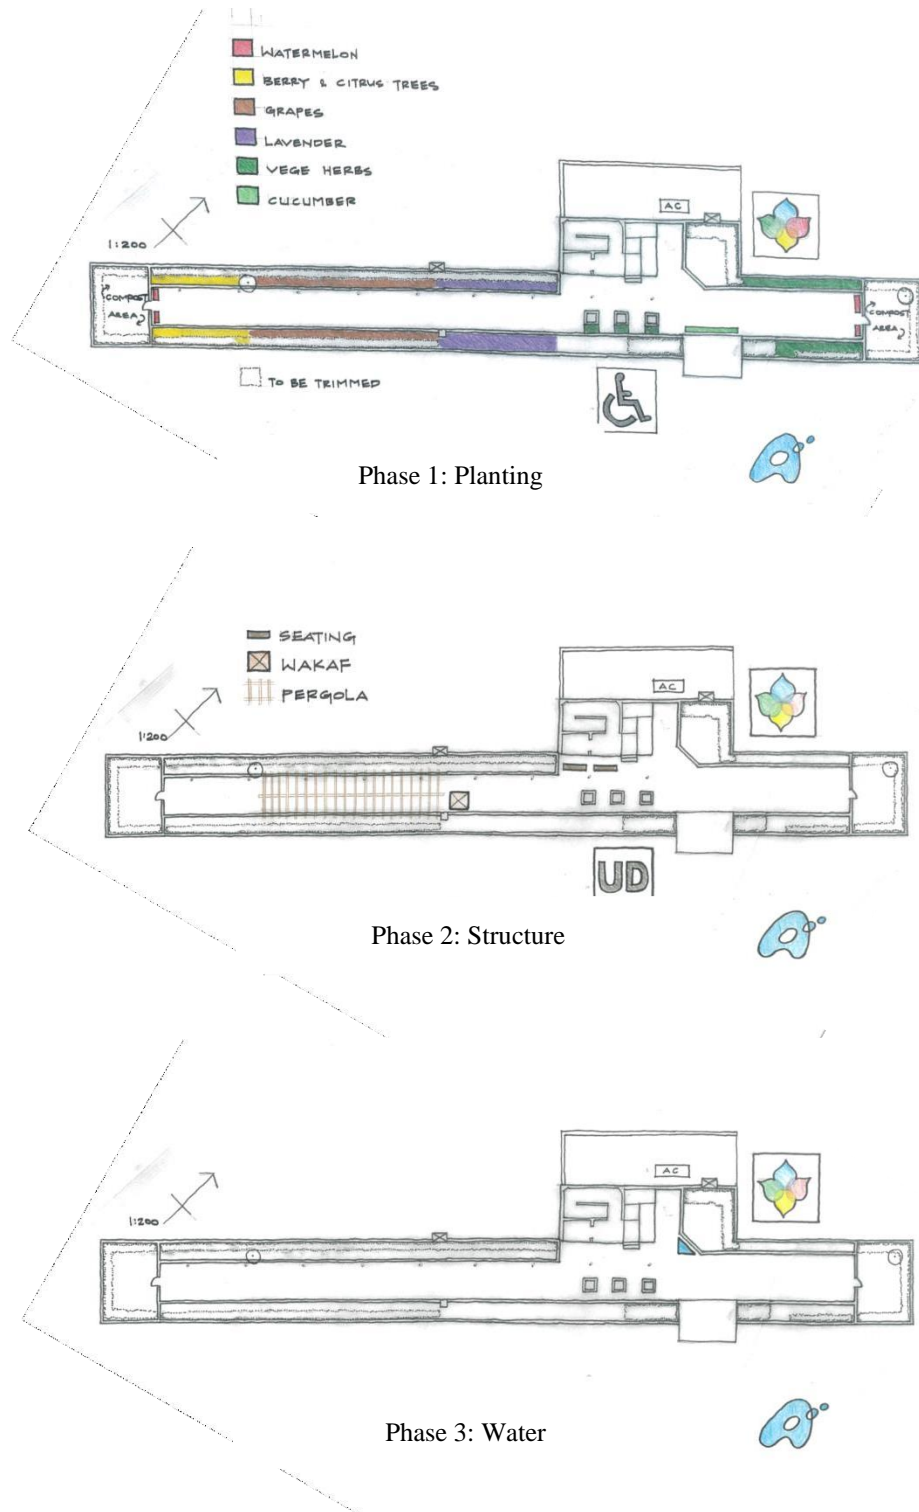 WATERMELON
BERRY & CITRUS TREES
GRAPES
LAVENDER
VEGE HERBS
CUCUMBER
AC
1:200
COMPOST
AREA
COMPOST
AREA
TO BE TRIMMED
Phase 1: Planting
SEATING
WAKAF
PERGOLA
AC
1:200
UD
Phase 2: Structure
AC
1:200
Phase 3: Water